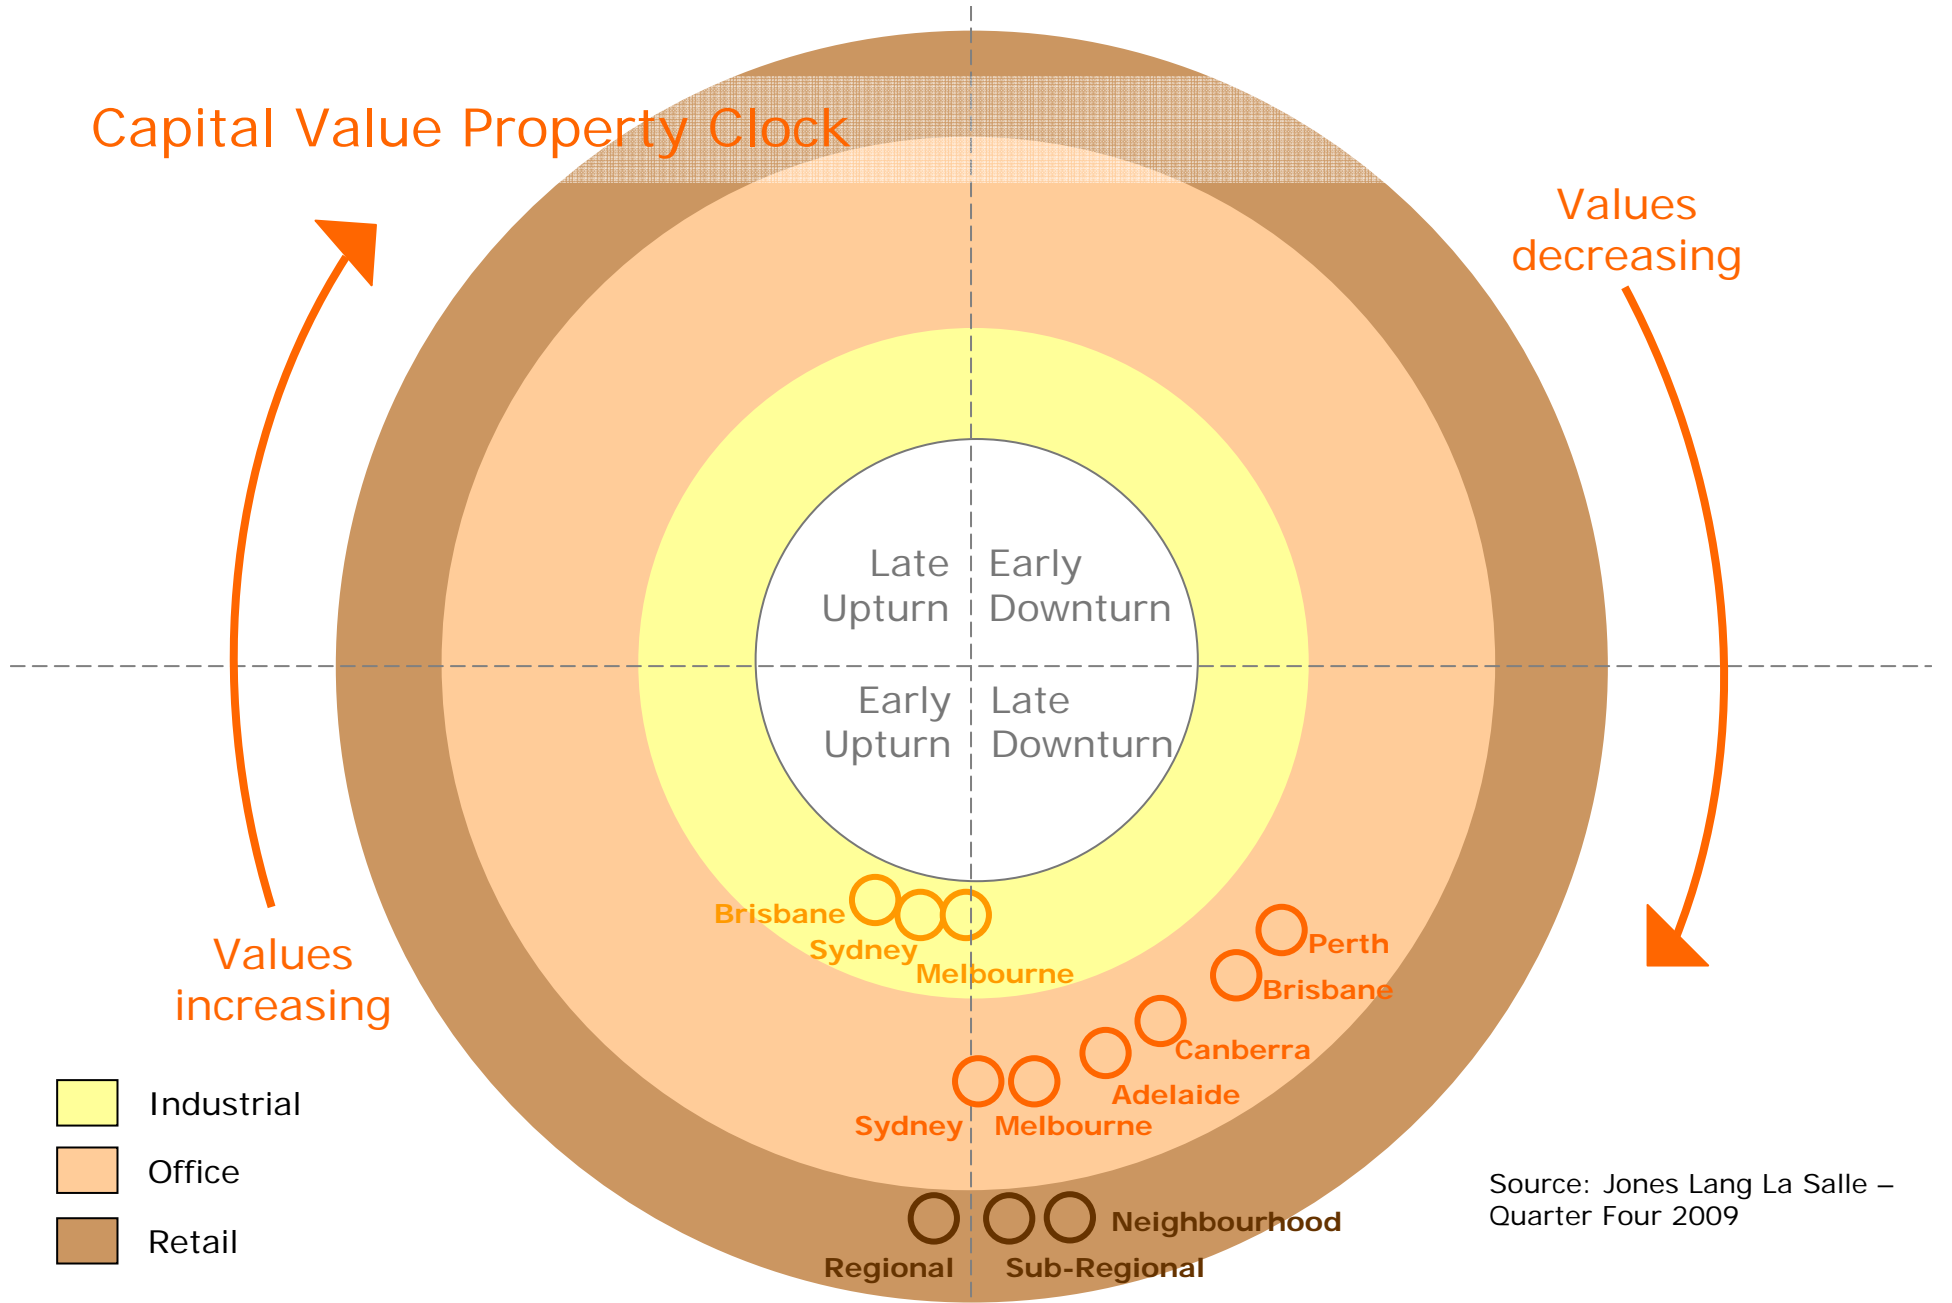 Capital Value Property Clock
Values
decreasing
Late
Upturn
Early
Downturn
Early
Upturn
Late
Downturn
Brisbane
Sydney
Melbourne
Perth
Brisbane
Canberra
Adelaide
Sydney
Melbourne
Values
increasing
Industrial
Office
Retail
Neighbourhood
Regional
Sub-Regional
Source: Jones Lang La Salle –
Quarter Four 2009